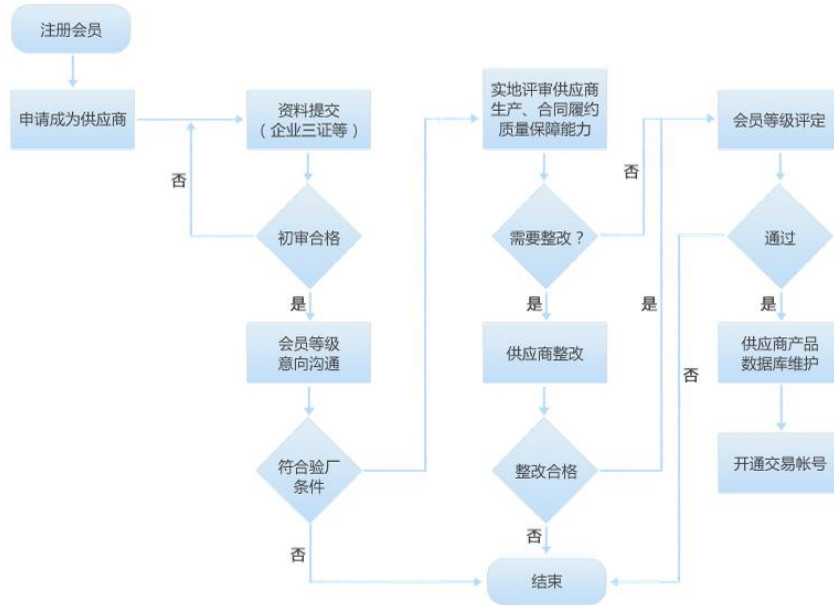 注册会员
申请成为供应商
资料提交
（企业三证等）
否
初审合格
是
会员等级
意向沟通
符合验厂
条件
否
实地评审供应商
生产、合同履约
质量保障能力
否
需要整改？
是
供应商整改
是
整改合格
否
结束
会员等级评定
通过
是
否
供应商产品
数据库维护
开通交易帐号